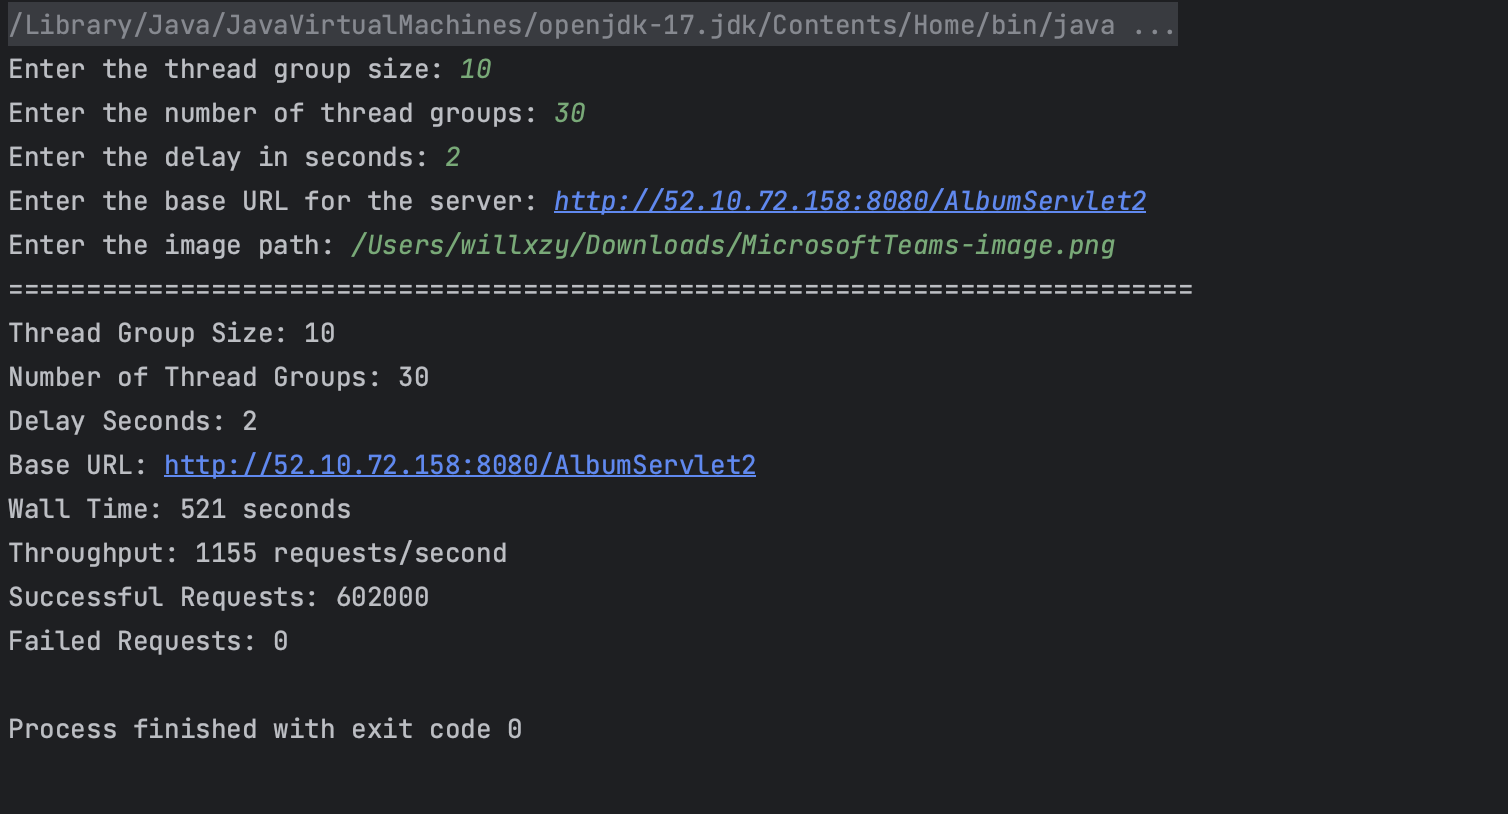 /Library/Java/JavaVirtualMachines/openjdk-17.jdk/Contents/Home/bin/java ...
Enter the thread group size: 10
Enter the number of thread groups: 30
Enter the delay in seconds: 2
Enter the base URL for the server: http://52.10.72.158:8080/AlbumServlet2
Enter the image path: /Users/willxzy/Downloads/MicrosoftTeams-image.png
============================================================================
Thread Group Size: 10
Number of Thread Groups: 30
Delay Seconds: 2
Base URL: http://52.10.72.158:8080/AlbumServlet2
Wall Time: 521 seconds
Throughput: 1155 requests/second
Successful Requests: 602000
Failed Requests: 0
Process finished with exit code 0